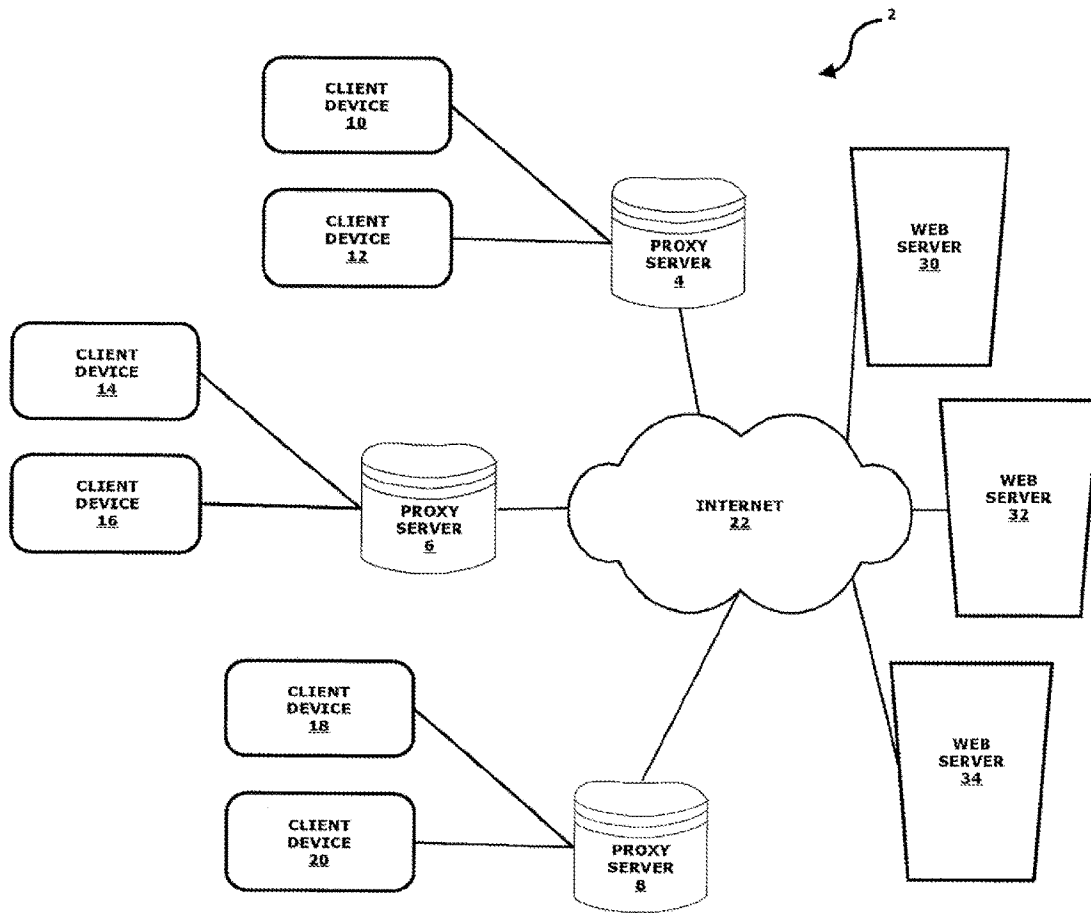 2
CLIENT
DEVICE
10
CLIENT
DEVICE
12
PROXY
SERVER
4
WEB
SERVER
30
CLIENT
DEVICE
14
CLIENT
DEVICE
16
PROXY
SERVER
6
INTERNET
22
WEB
SERVER
32
CLIENT
DEVICE
18
CLIENT
DEVICE
20
PROXY
SERVER
8
WEB
SERVER
34